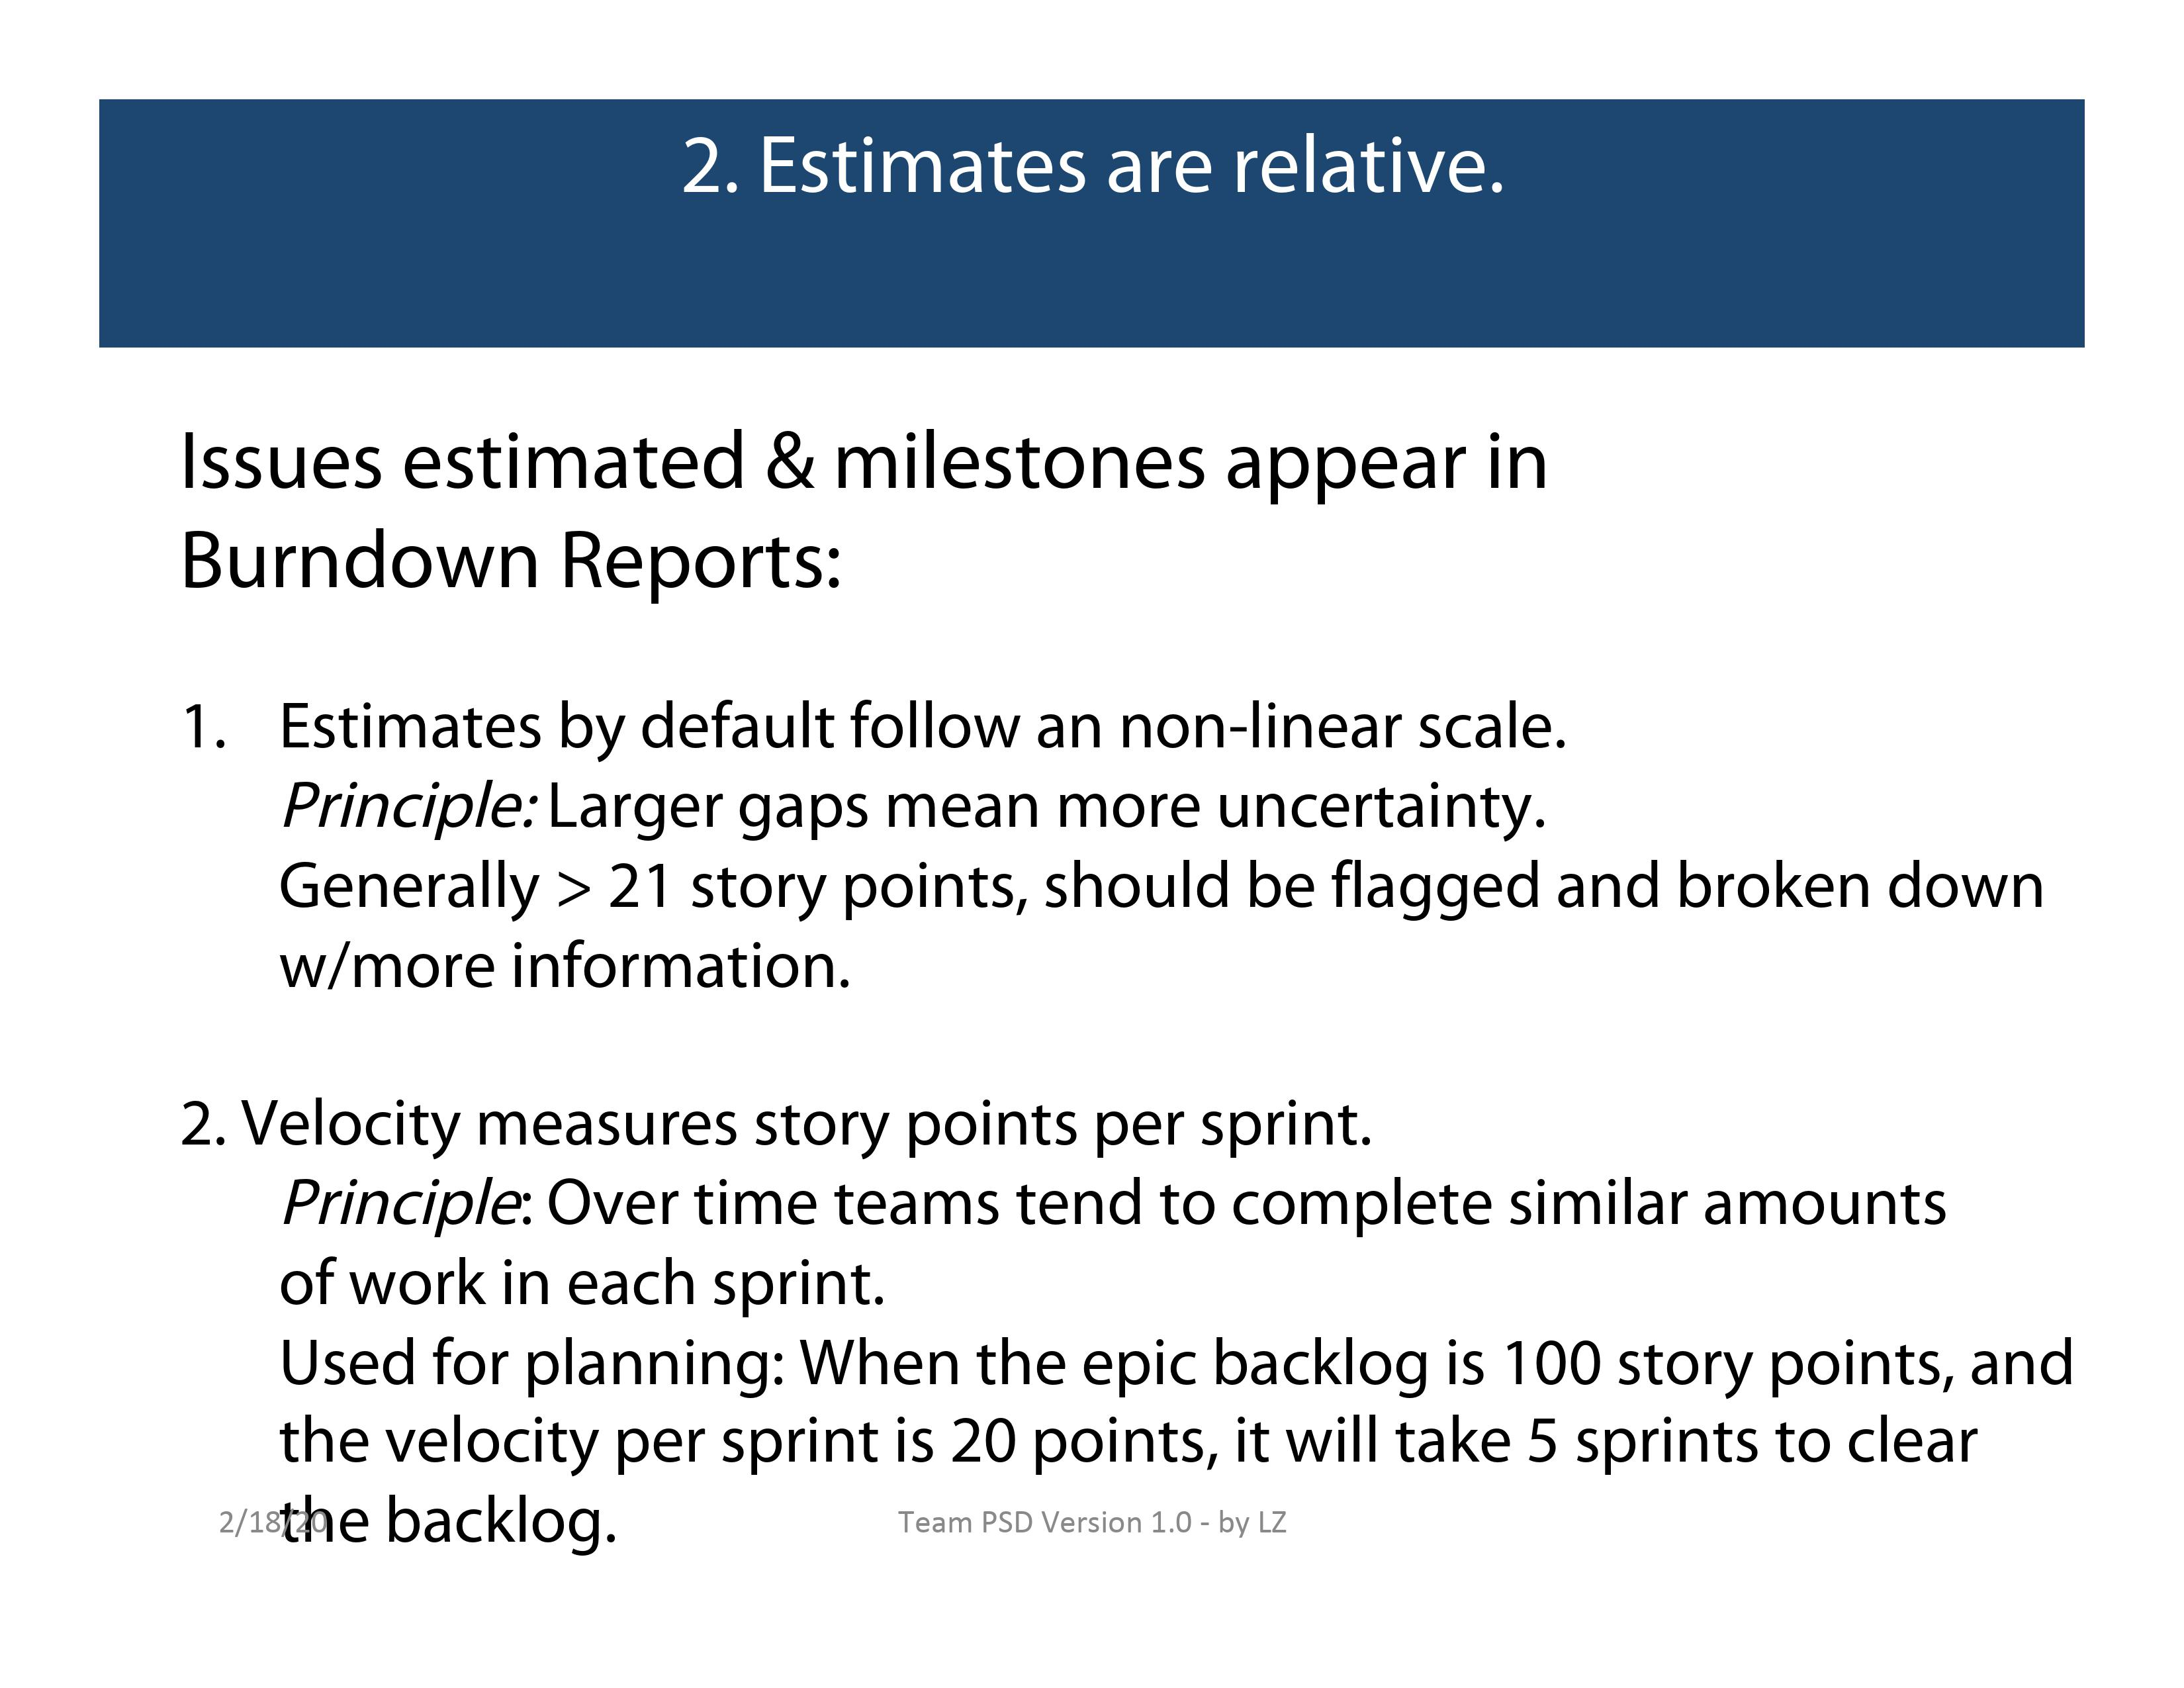 2. Estimates are relative.
Issues estimated & milestones appear in
Burndown Reports:
1. Estimates by default follow an non-linear scale.
Principle: Larger gaps mean more uncertainty.
Generally > 21 story points, should be flagged and broken down
w/more information.
2. Velocity measures story points per sprint.
Principle: Over time teams tend to complete similar amounts
of work in each sprint.
Used for planning: When the epic backlog is 100 story points, and
the velocity per sprint is 20 points, it will take 5 sprints to clear
the backlog.
2/18/20
Team PSD Version 1.0 - by LZ